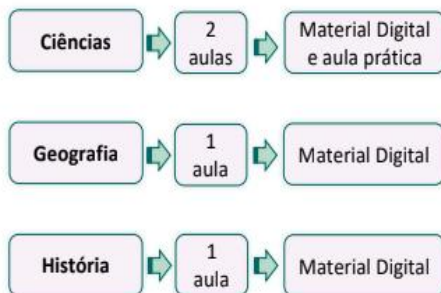 Ciências
2
aulas
Material Digital
e aula prática
Geografia
1
aula
Material Digital
História
1
aula
Material Digital